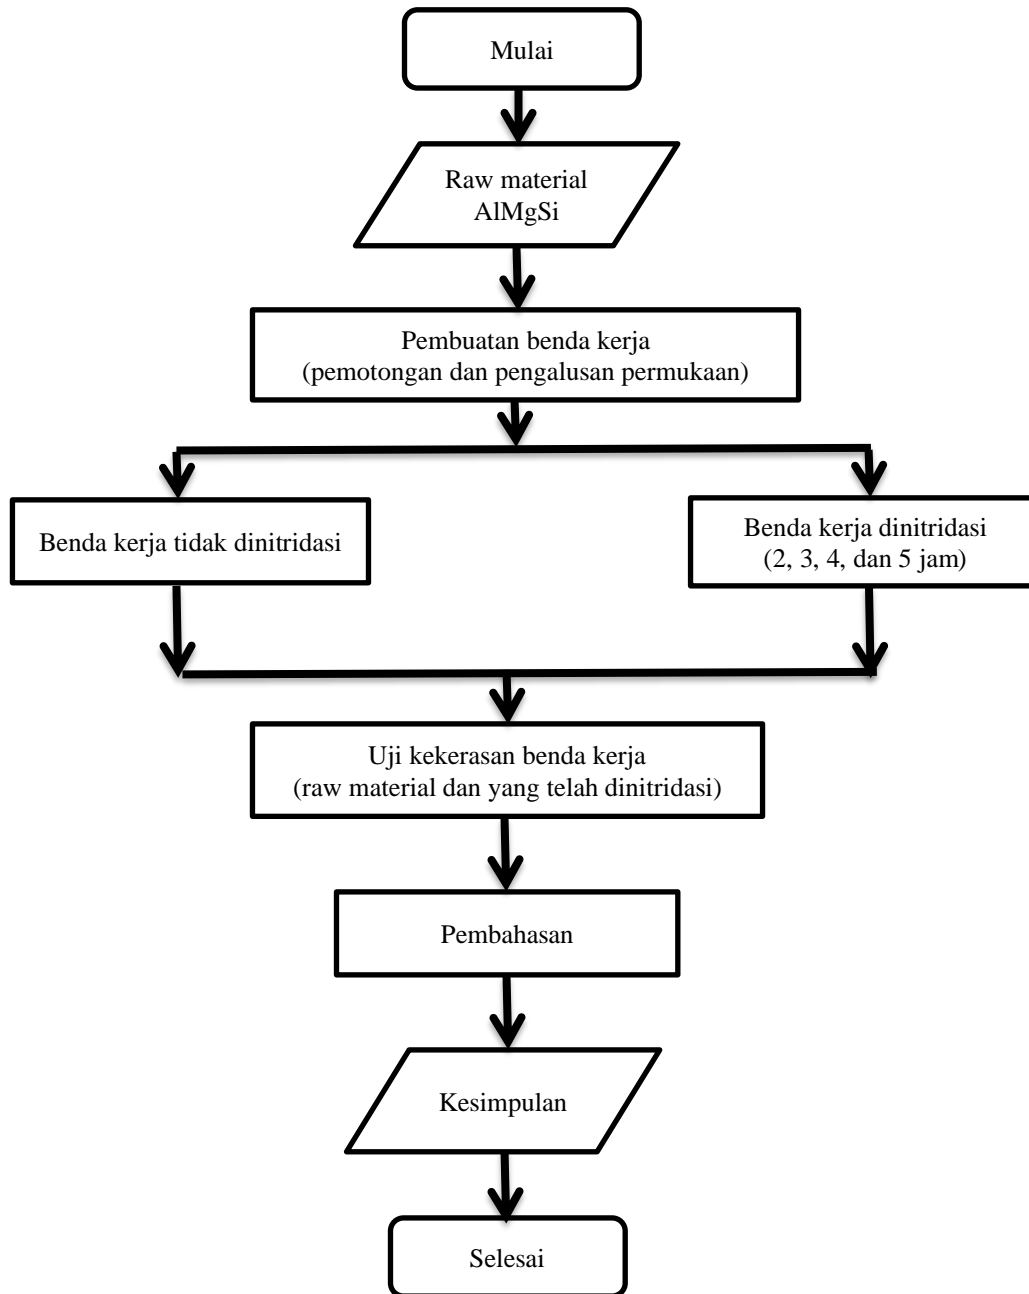 Mulai
Raw material
AlMgSi
Pembuatan benda kerja
(pemotongan dan pengalusan permukaan)
Benda kerja tidak dinitridasi
Benda kerja dinitridasi
(2, 3, 4, dan 5 jam)
Uji kekerasan benda kerja
(raw material dan yang telah dinitridasi)
Pembahasan
Kesimpulan
Selesai